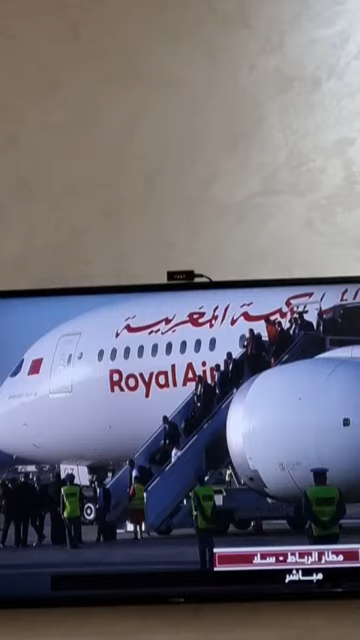 المغربية الملكية
Royal Air
مطار الرباط - سلا
مباشر